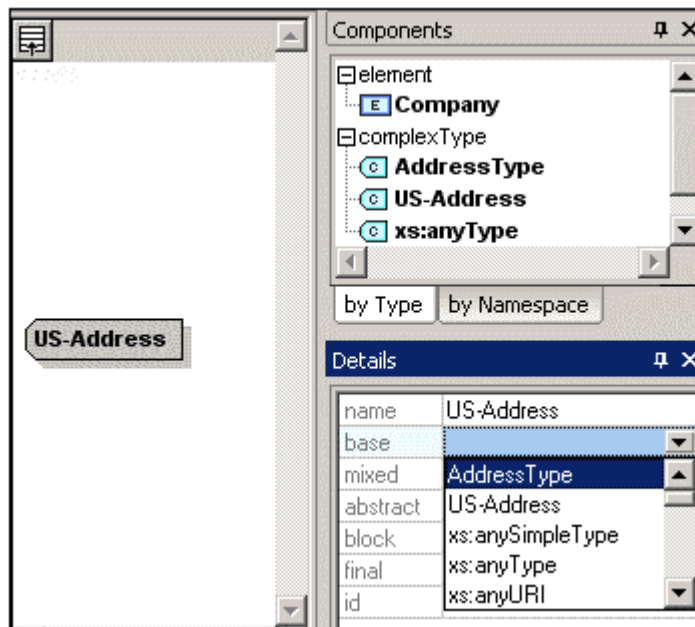 Components
element
E Company
complexType
C AddressType
C US-Address
C xs:anyType
by Type by Namespace
US-Address
Details
name US-Address
base
mixed AddressType
abstract US-Address
block xs:anySimpleType
final xs:anyType
id xs:anyURI